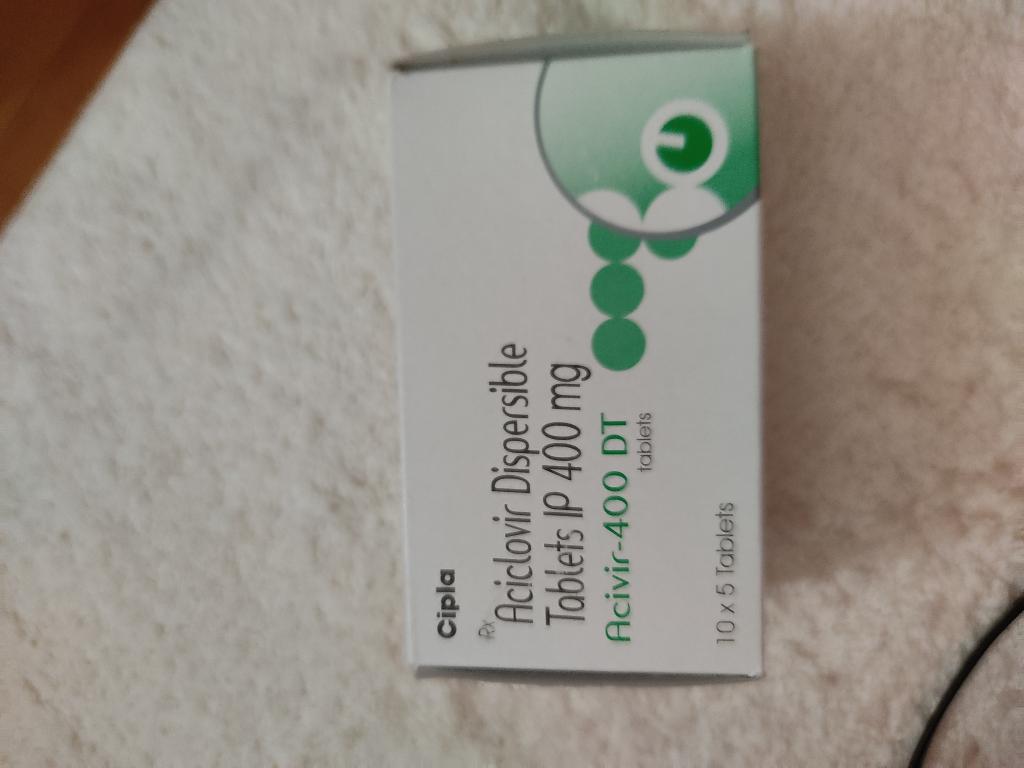 Cipla
Rx
Aciclovir Dispersible
Tablets IP 400 mg
Acivir-400 DT
tablets
10 x 5 Tablets